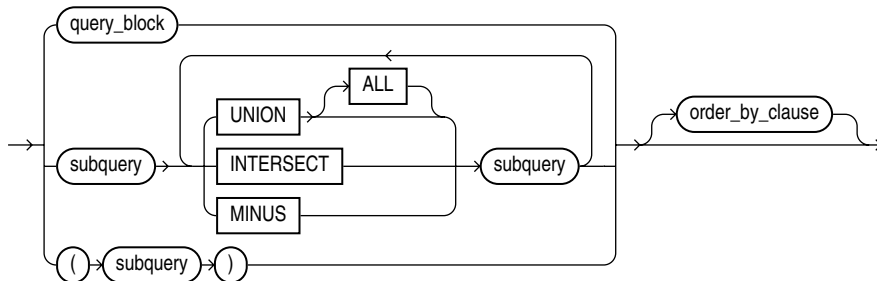 query_block
ALL
UNION
order_by_clause
subquery
INTERSECT
subquery
MINUS
( subquery )